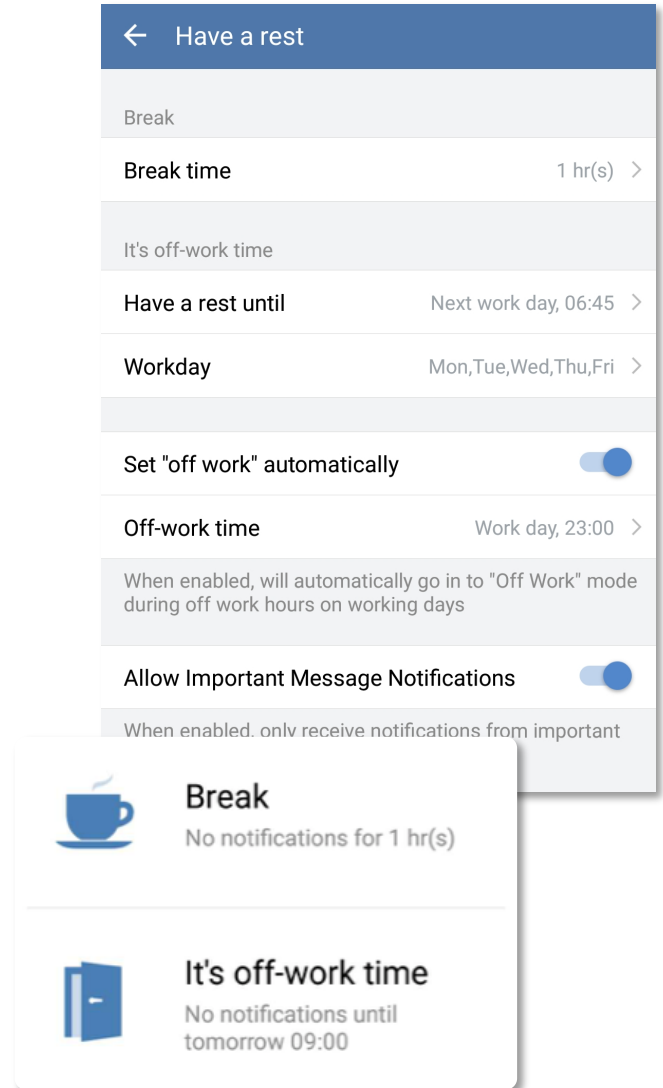 Have a rest
Break
Break time 1 hr(s)
It's off-work time
Have a rest until Next work day, 06:45
Workday Mon,Tue,Wed,Thu,Fri
Set "off work" automatically
Off-work time Work day, 23:00
When enabled, will automatically go in to "Off Work" mode
during off work hours on working days
Allow Important Message Notifications
When enabled, only receive notifications from important
Break
No notifications for 1 hr(s)
It's off-work time
No notifications until
tomorrow 09:00